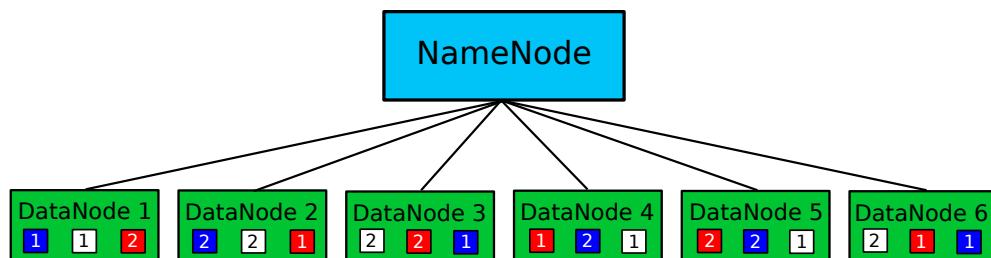 NameNode
DataNode 1 DataNode 2 DataNode 3 DataNode 4 DataNode 5 DataNode 6
1 1 2 2 2 1 2 2 1 1 2 1 2 2 1 2 1 1